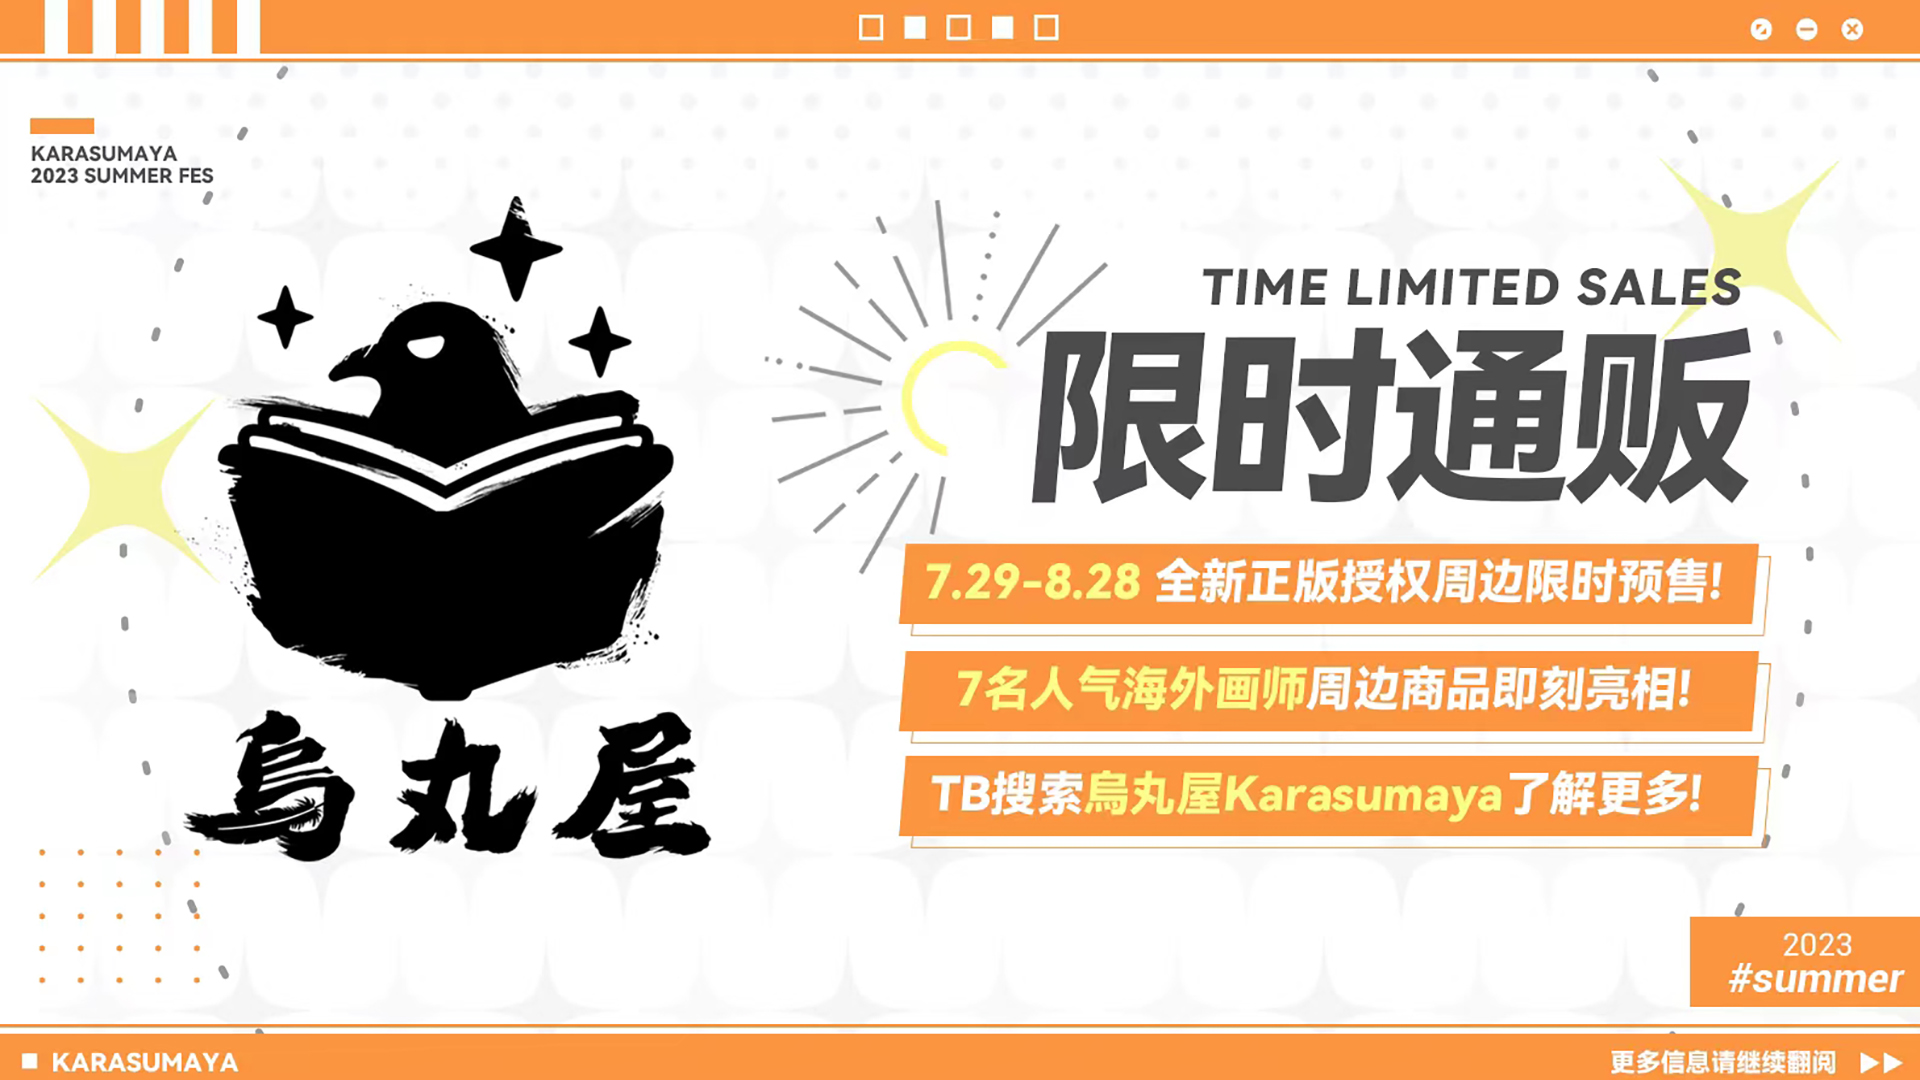 KARASUMAYA
2023 SUMMER FES
烏丸屋
TIME LIMITED SALES
限时通贩
7.29-8.28 全新正版授权周边限时预售!
7名人气海外画师周边商品即刻亮相!
TB搜索烏丸屋Karasumaya了解更多!
2023
#summer
KARASUMAYA
更多信息请继续翻阅